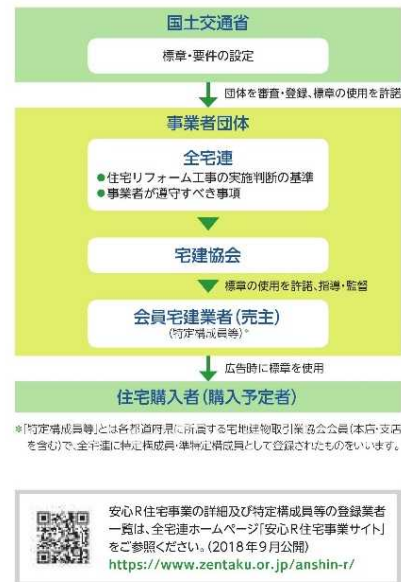 国土交通省
標章・要件の設定
団体を審査・登録、標章の使用を許諾
事業者団体
全宅連
●住宅リフォーム工事の実施判断の基準
●事業者が遵守すべき事項
宅建協会
標章の使用を許諾、指導・監督
会員宅建業者(売主)
(特定構成員等)*
広告時に標章を使用
住宅購入者(購入予定者)
*「特定構成員等」とは各都道府県に所属する宅地建物取引業協会会員(本店・支店
を含む)で、全宅連に特定構成員・準特定構成員として登録されたものをいいます。
安心R住宅事業の詳細及び特定構成員等の登録業者
一覧は、全宅連ホームページ「安心R住宅事業サイト」
をご参照ください。(2018年9月公開)
https://www.zentaku.or.jp/anshin-r/